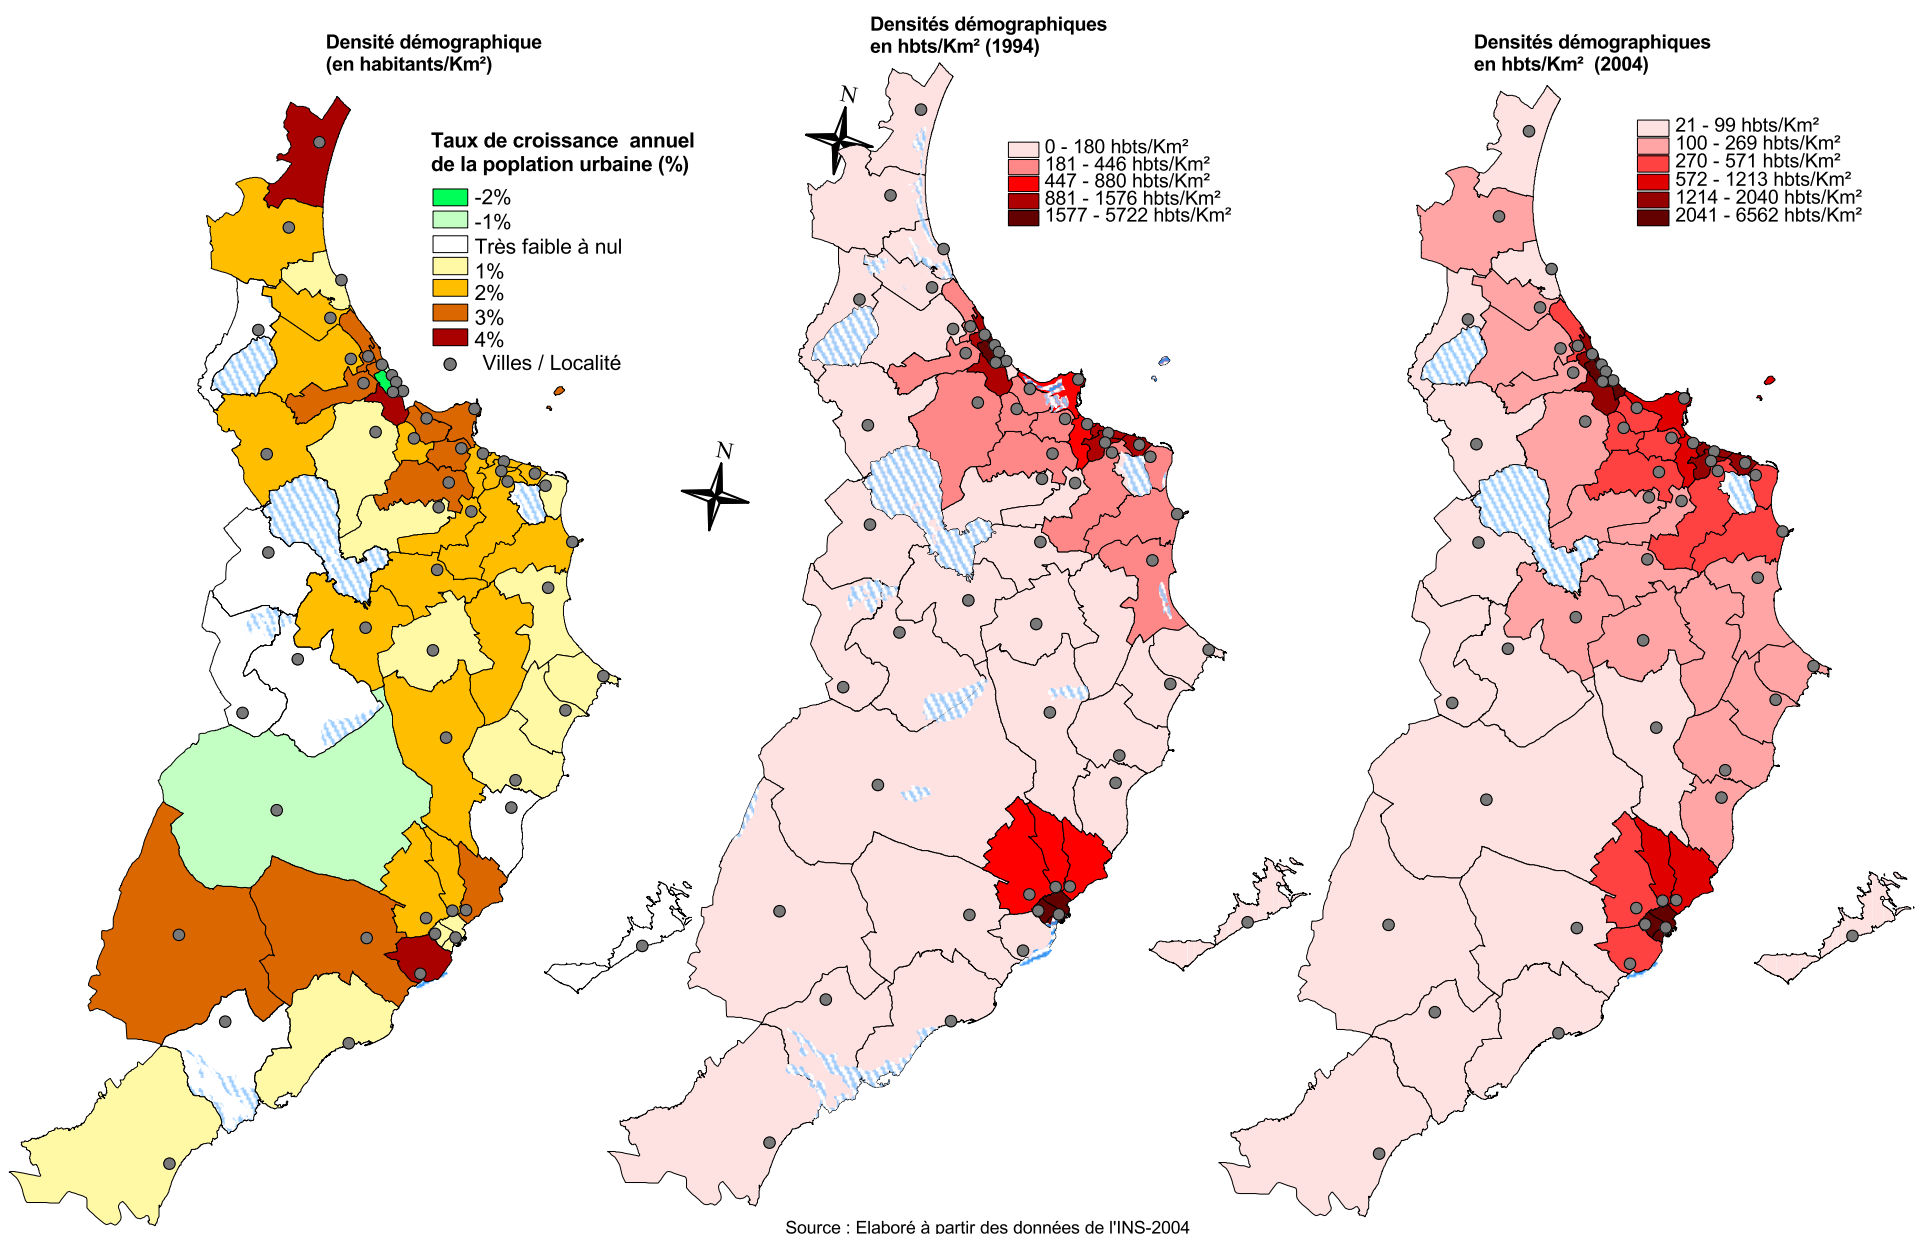 Densité démographique
(en habitants/Km²)
Taux de croissance annuel
de la poplation urbaine (%)
-2%
-1%
Très faible à nul
1%
2%
3%
4%
Villes / Localité
Densités démographiques
en hbts/Km² (1994)
N
0 - 180 hbts/Km²
181 - 446 hbts/Km²
447 - 880 hbts/Km²
881 - 1576 hbts/Km²
1577 - 5722 hbts/Km²
N
Densités démographiques
en hbts/Km² (2004)
21 - 99 hbts/Km²
100 - 269 hbts/Km²
270 - 571 hbts/Km²
572 - 1213 hbts/Km²
1214 - 2040 hbts/Km²
2041 - 6562 hbts/Km²
Source : Elaboré à partir des données de l'INS-2004